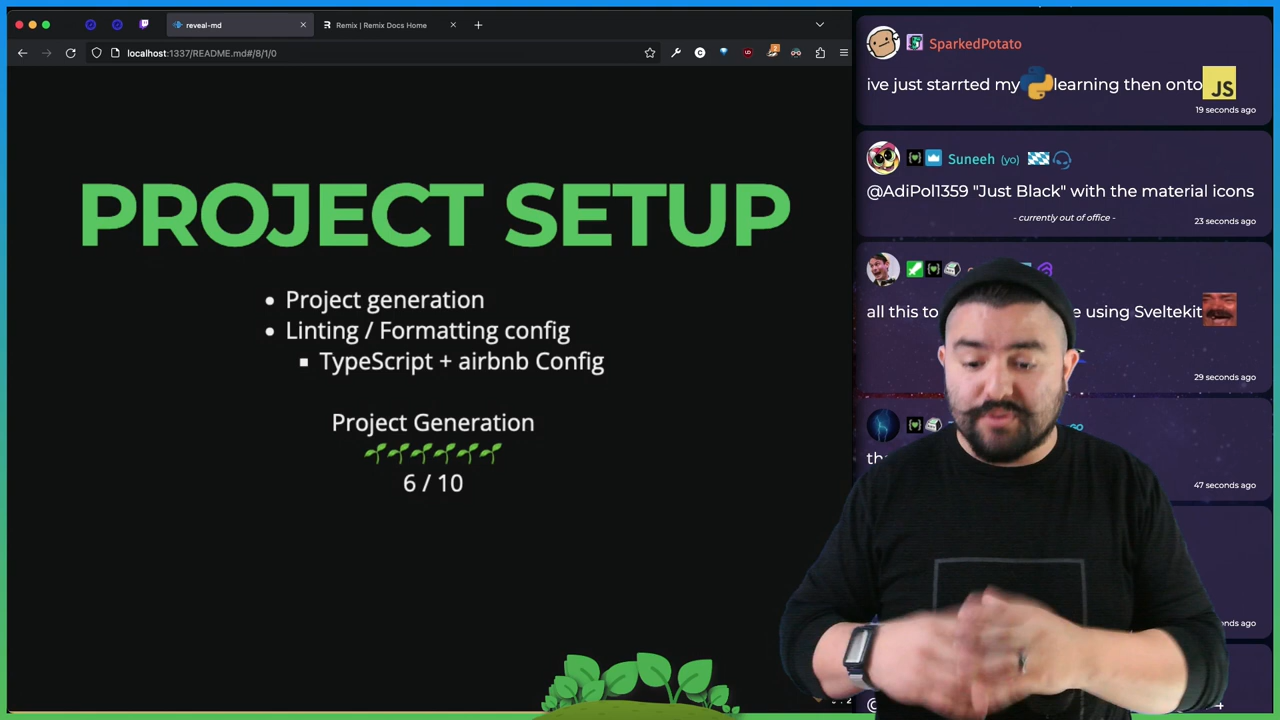 reveal-md
Remix | Remix Docs Home
localhost:1337/README.md#/8/1/0
PROJECT SETUP
Project generation
Linting / Formatting config
TypeScript + airbnb Config
Project Generation
6 / 10
SparkedPotato
ive just starrted my learning then onto JS
19 seconds ago
Suneeh (yo)
@AdiPol1359 "Just Black" with the material icons
- currently out of office -
23 seconds ago
all this to e using Sveltekit
29 seconds ago
47 seconds ago